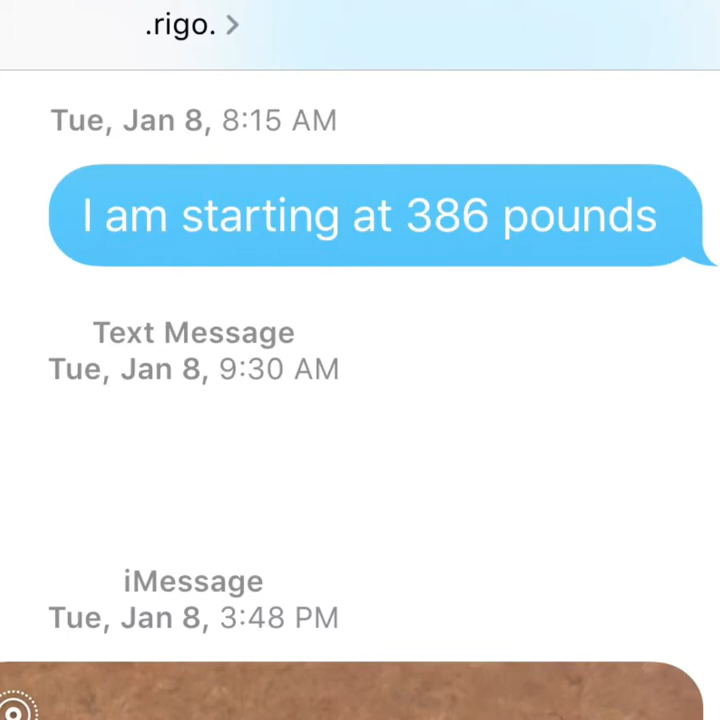 .rigo.
Tue, Jan 8, 8:15 AM
I am starting at 386 pounds
Text Message
Tue, Jan 8, 9:30 AM
iMessage
Tue, Jan 8, 3:48 PM